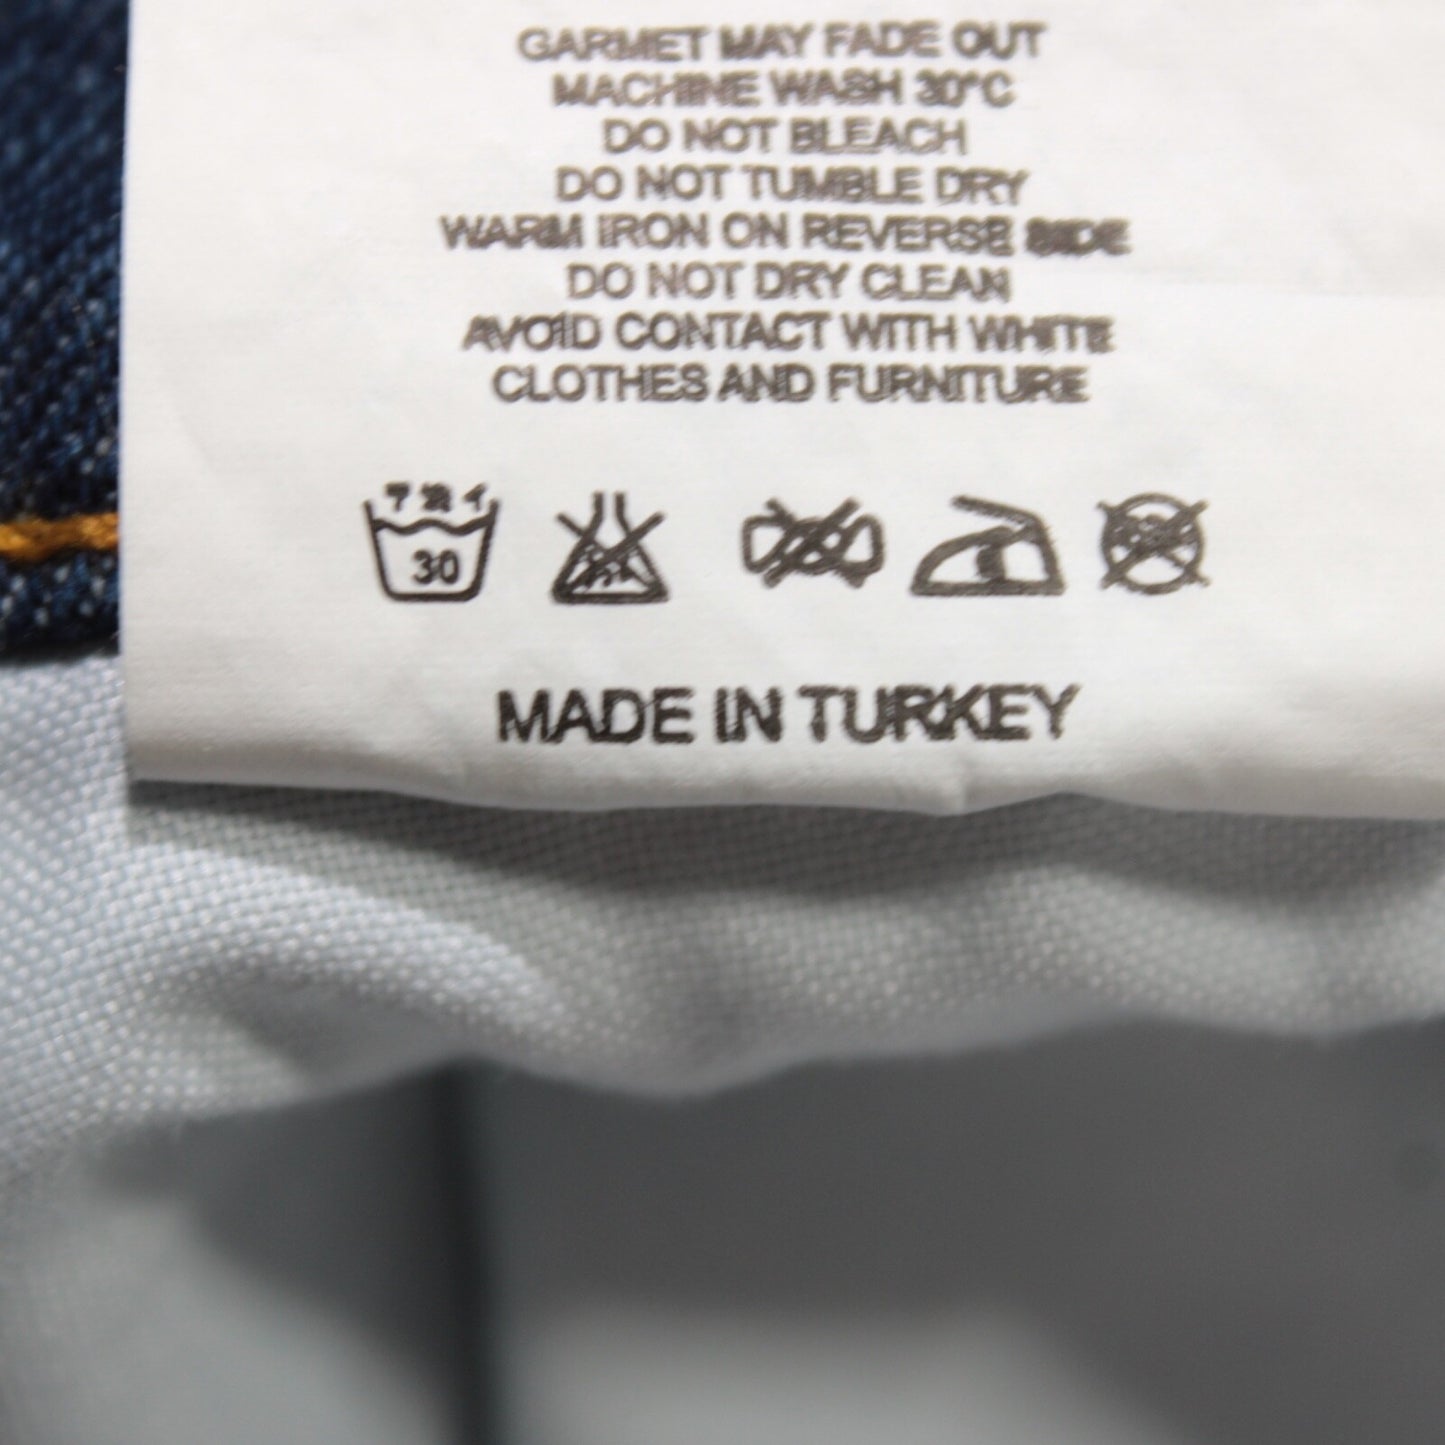 GARMET MAY FADE OUT
MACHINE WASH 30°C
DO NOT BLEACH
DO NOT TUMBLE DRY
WARM IRON ON REVERSE SIDE
DO NOT DRY CLEAN
AVOID CONTACT WITH WHITE
CLOTHES AND FURNITURE
30
MADE IN TURKEY